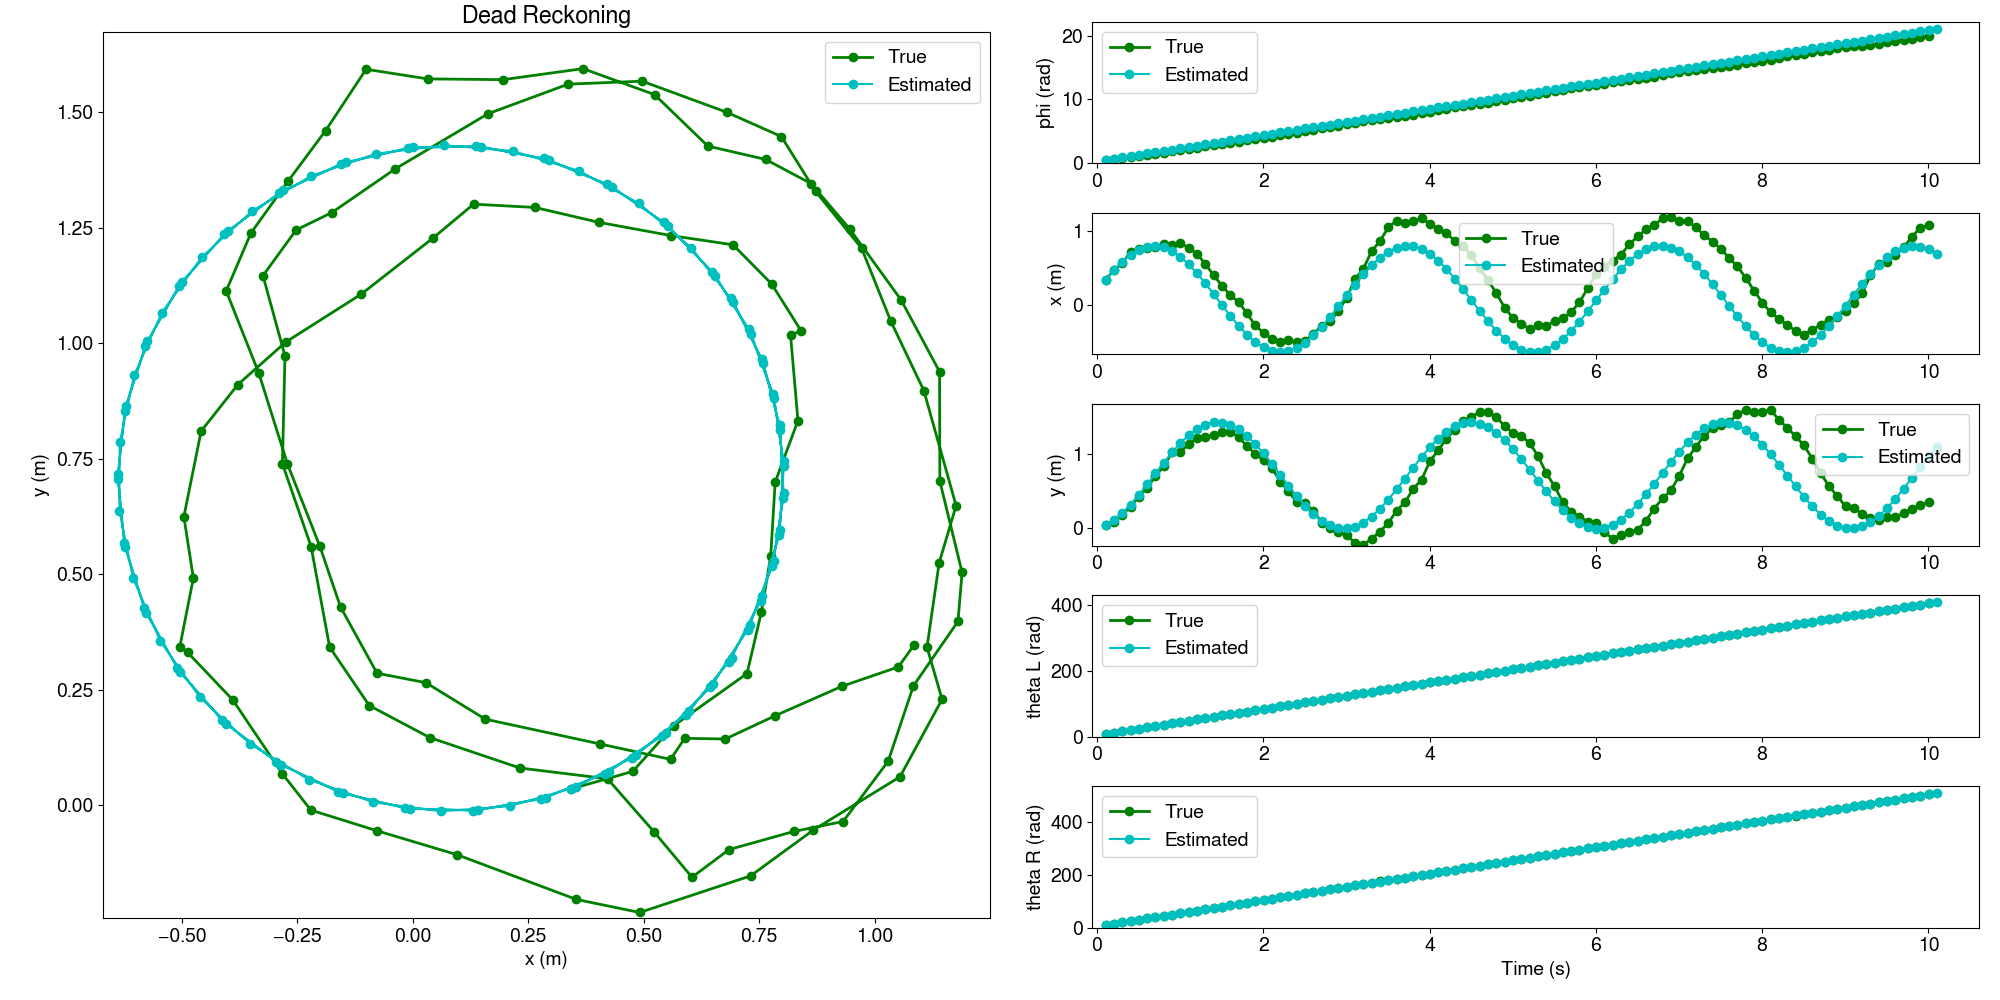 Dead Reckoning
True
Estimated
1.50
1.25
1.00
0.75
0.50
0.25
0.00
y (m)
−0.50 −0.25 0.00 0.25 0.50 0.75 1.00
x (m)
True
Estimated
20
10
0
phi (rad)
0 2 4 6 8 10
True
Estimated
1
0
x (m)
0 2 4 6 8 10
True
Estimated
1
0
y (m)
0 2 4 6 8 10
True
Estimated
400
200
0
theta L (rad)
0 2 4 6 8 10
True
Estimated
400
200
0
theta R (rad)
0 2 4 6 8 10
Time (s)